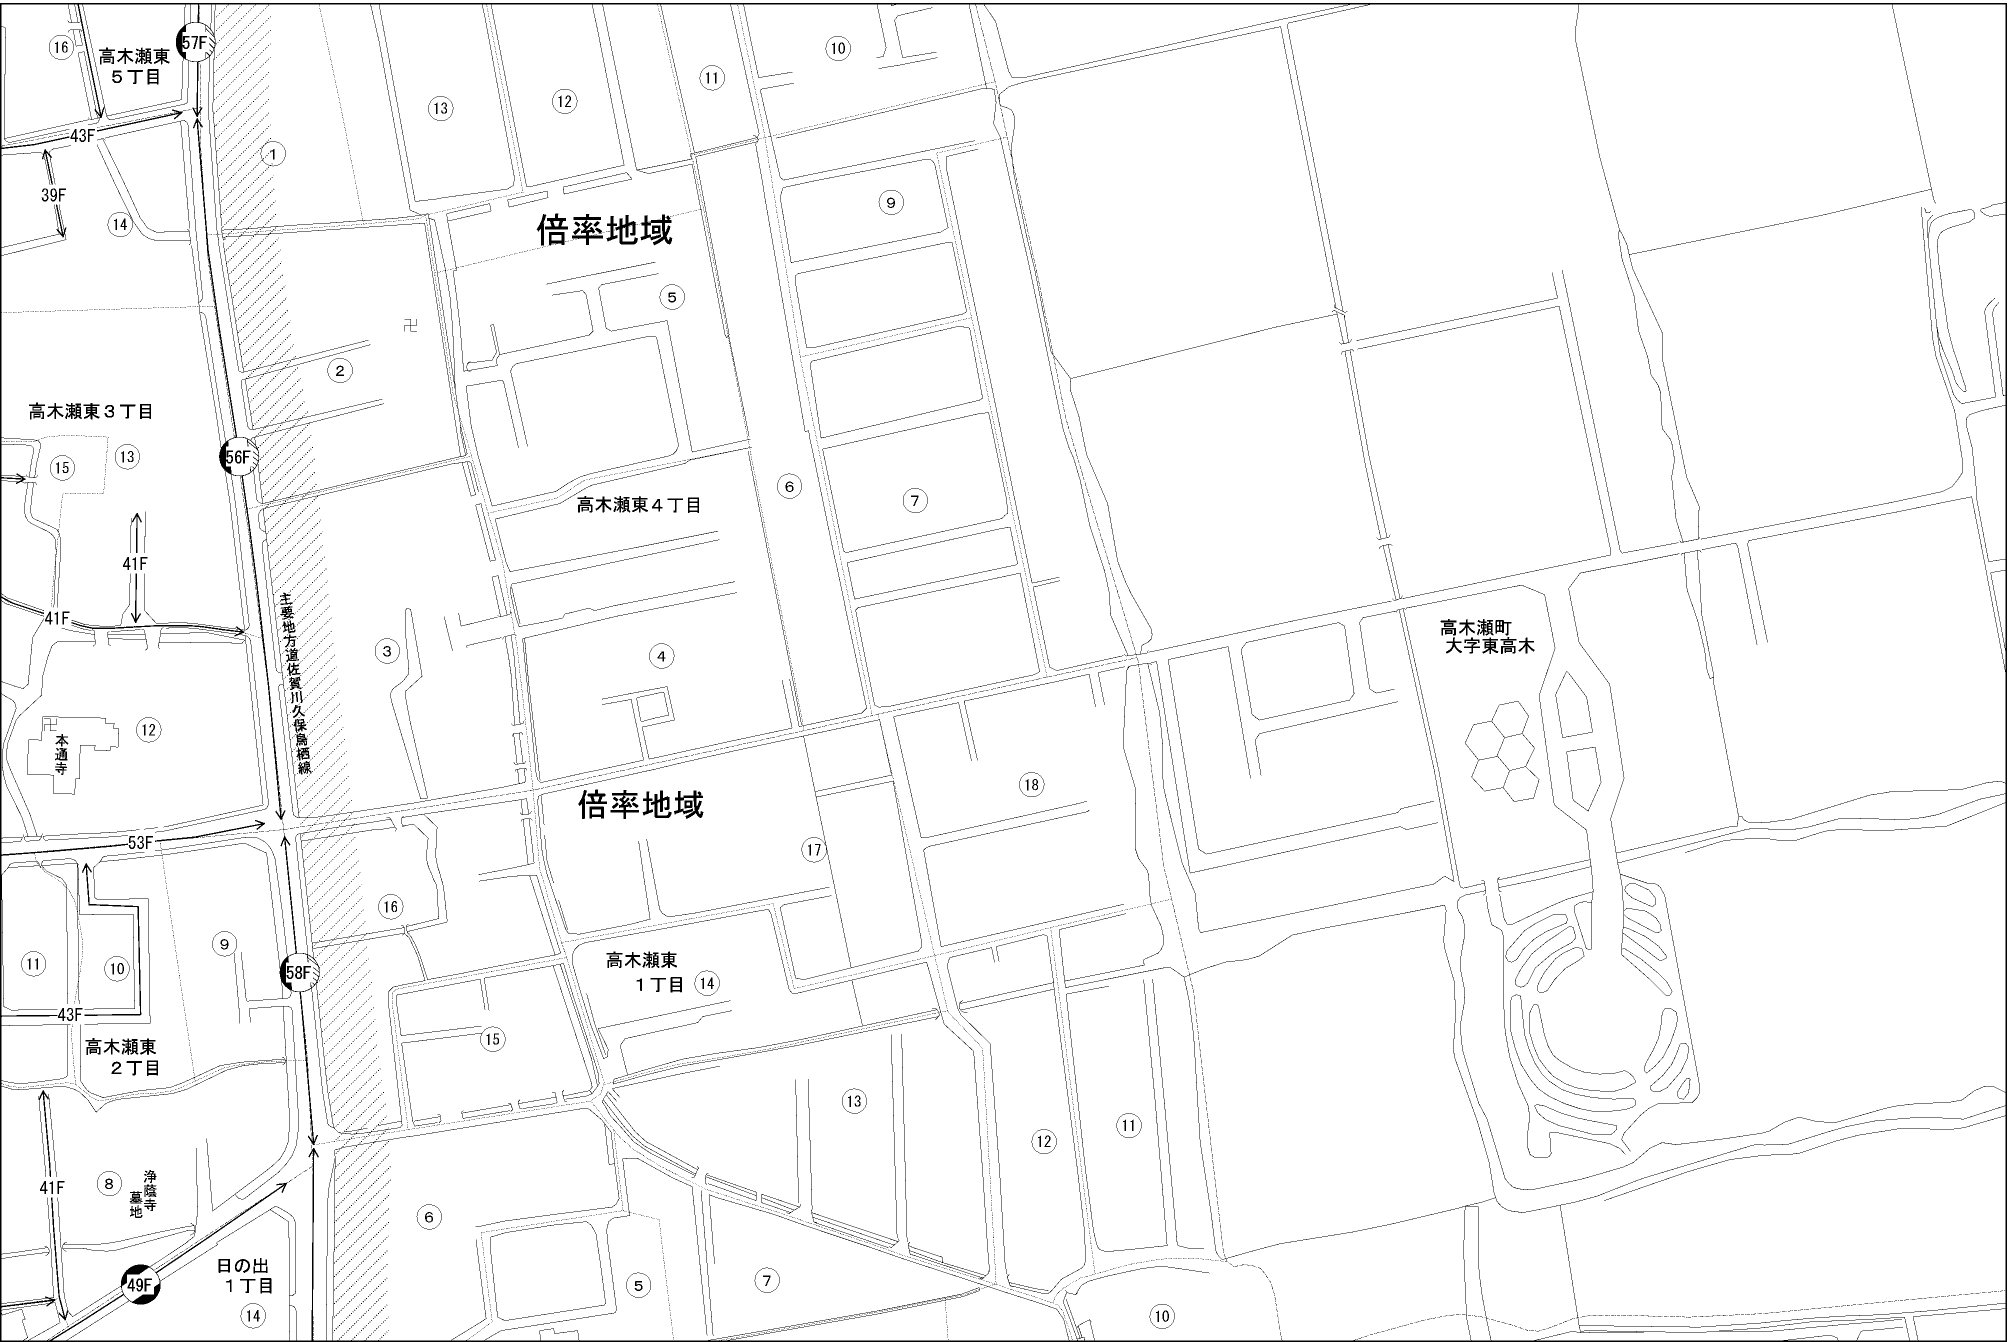 57F
16
高木瀬東
５丁目
10
11
12
13
43F
1
39F
14
9
倍率地域
5
卍
2
高木瀬東３丁目
13
15
56F
6
7
高木瀬東４丁目
41F
41F
主要地方道佐賀川久保鳥栖線
3
4
高木瀬町
大字東高木
12
卍
本通寺
18
倍率地域
53F
17
16
9
11
10
58F
高木瀬東
１丁目
14
43F
15
高木瀬東
２丁目
13
12
11
41F
8
浄蔭寺
墓地
6
日の出
１丁目
49F
5
7
14
10